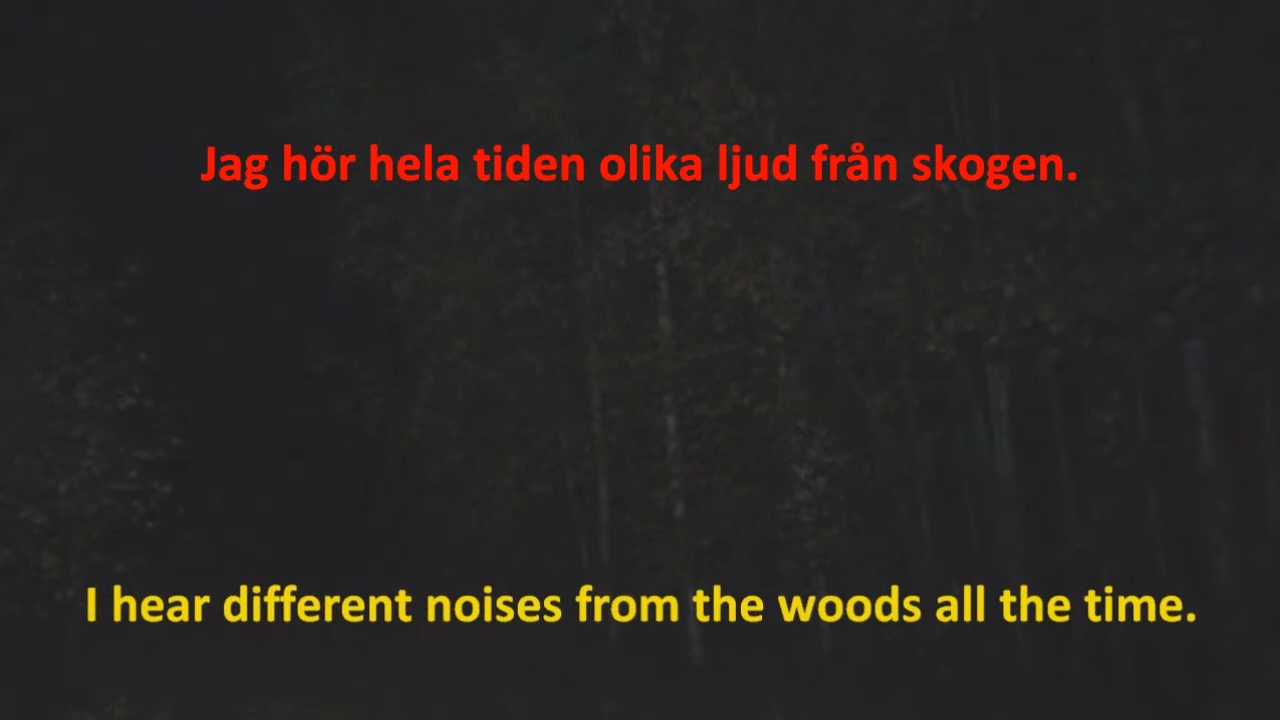 Jag hör hela tiden olika ljud från skogen.
I hear different noises from the woods all the time.